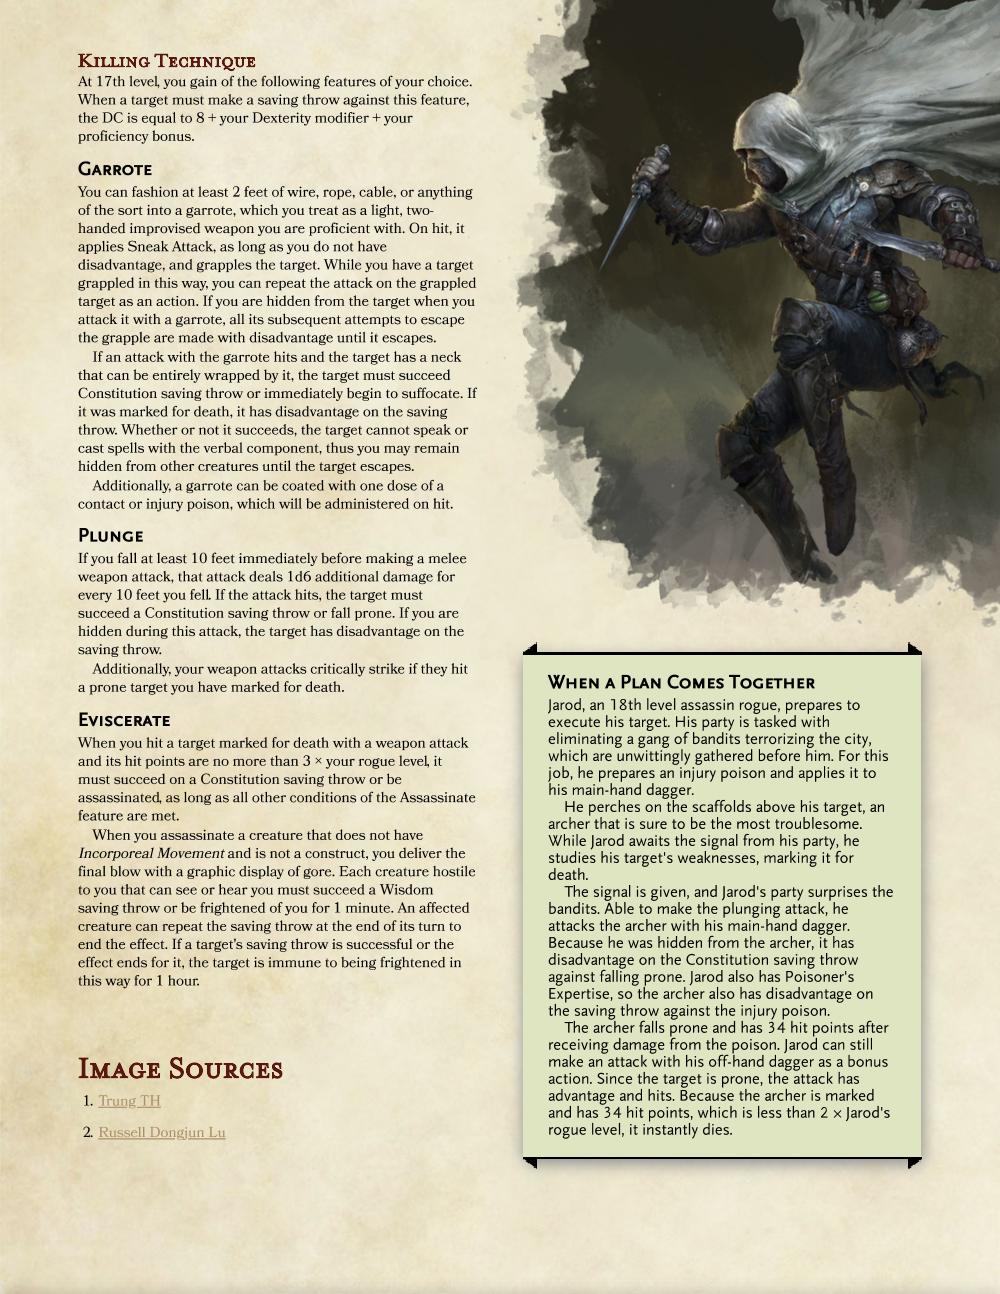 Killing Technique
At 17th level, you gain of the following features of your choice.
When a target must make a saving throw against this feature,
the DC is equal to 8 + your Dexterity modifier + your
proficiency bonus.
Garrote
You can fashion at least 2 feet of wire, rope, cable, or anything
of the sort into a garrote, which you treat as a light, two-
handed improvised weapon you are proficient with. On hit, it
applies Sneak Attack, as long as you do not have
disadvantage, and grapples the target. While you have a target
grappled in this way, you can repeat the attack on the grappled
target as an action. If you are hidden from the target when you
attack it with a garrote, all its subsequent attempts to escape
the grapple are made with disadvantage until it escapes.
If an attack with the garrote hits and the target has a neck
that can be entirely wrapped by it, the target must succeed
Constitution saving throw or immediately begin to suffocate. If
it was marked for death, it has disadvantage on the saving
throw. Whether or not it succeeds, the target cannot speak or
cast spells with the verbal component, thus you may remain
hidden from other creatures until the target escapes.
Additionally, a garrote can be coated with one dose of a
contact or injury poison, which will be administered on hit.
Plunge
If you fall at least 10 feet immediately before making a melee
weapon attack, that attack deals 1d6 additional damage for
every 10 feet you fell. If the attack hits, the target must
succeed a Constitution saving throw or fall prone. If you are
hidden during this attack, the target has disadvantage on the
saving throw.
Additionally, your weapon attacks critically strike if they hit
a prone target you have marked for death.
Eviscerate
When you hit a target marked for death with a weapon attack
and its hit points are no more than 3 × your rogue level, it
must succeed on a Constitution saving throw or be
assassinated, as long as all other conditions of the Assassinate
feature are met.
When you assassinate a creature that does not have
Incorporeal Movement and is not a construct, you deliver the
final blow with a graphic display of gore. Each creature hostile
to you that can see or hear you must succeed a Wisdom
saving throw or be frightened of you for 1 minute. An affected
creature can repeat the saving throw at the end of its turn to
end the effect. If a target's saving throw is successful or the
effect ends for it, the target is immune to being frightened in
this way for 1 hour.
Image Sources
1. Trung TH
2. Russell Dongjun Lu
When a Plan Comes Together
Jarod, an 18th level assassin rogue, prepares to
execute his target. His party is tasked with
eliminating a gang of bandits terrorizing the city,
which are unwittingly gathered before him. For this
job, he prepares an injury poison and applies it to
his main-hand dagger.
He perches on the scaffolds above his target, an
archer that is sure to be the most troublesome.
While Jarod awaits the signal from his party, he
studies his target's weaknesses, marking it for
death.
The signal is given, and Jarod's party surprises the
bandits. Able to make the plunging attack, he
attacks the archer with his main-hand dagger.
Because he was hidden from the archer, it has
disadvantage on the Constitution saving throw
against falling prone. Jarod also has Poisoner's
Expertise, so the archer also has disadvantage on
the saving throw against the injury poison.
The archer falls prone and has 34 hit points after
receiving damage from the poison. Jarod can still
make an attack with his off-hand dagger as a bonus
action. Since the target is prone, the attack has
advantage and hits. Because the archer is marked
and has 34 hit points, which is less than 2 × Jarod's
rogue level, it instantly dies.